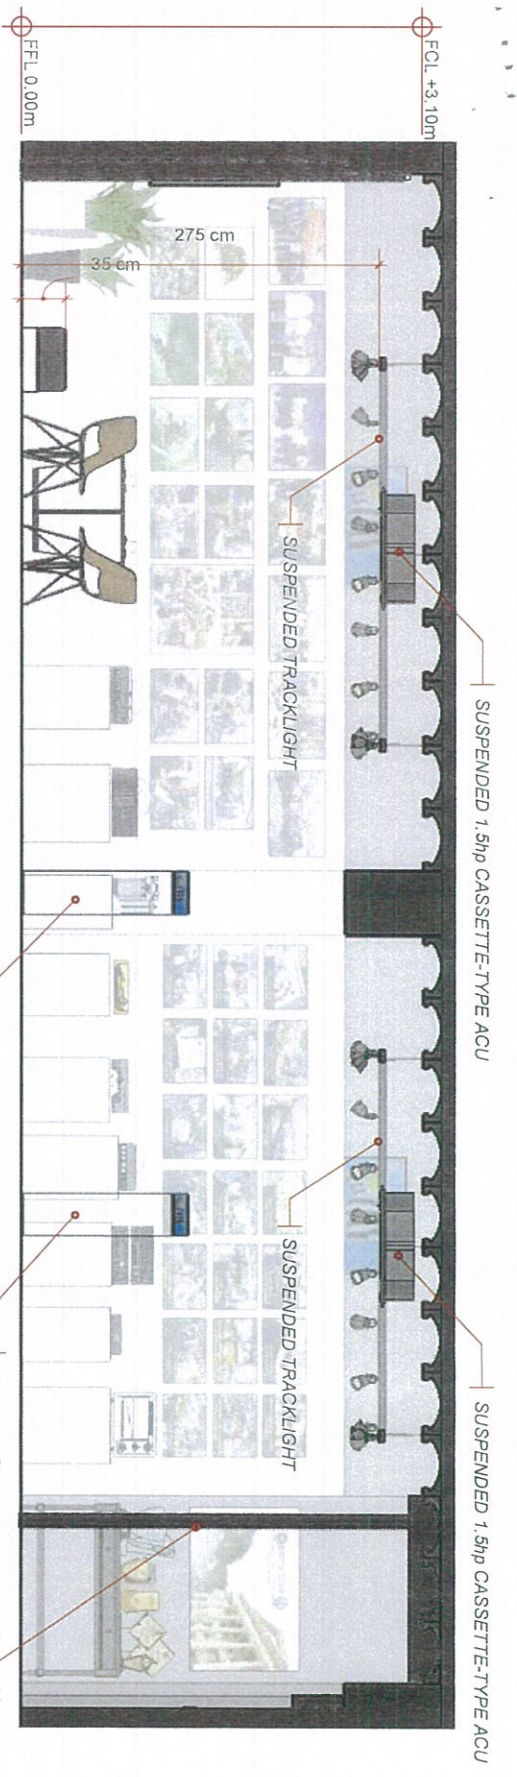 FCL +3.10m
FFL 0.00m
275 cm
35 cm
SUSPENDED TRACKLIGHT
SUSPENDED 1.5hp CASSETTE-TYPE ACU
SUSPENDED TRACKLIGHT
SUSPENDED 1.5hp CASSETTE-TYPE ACU